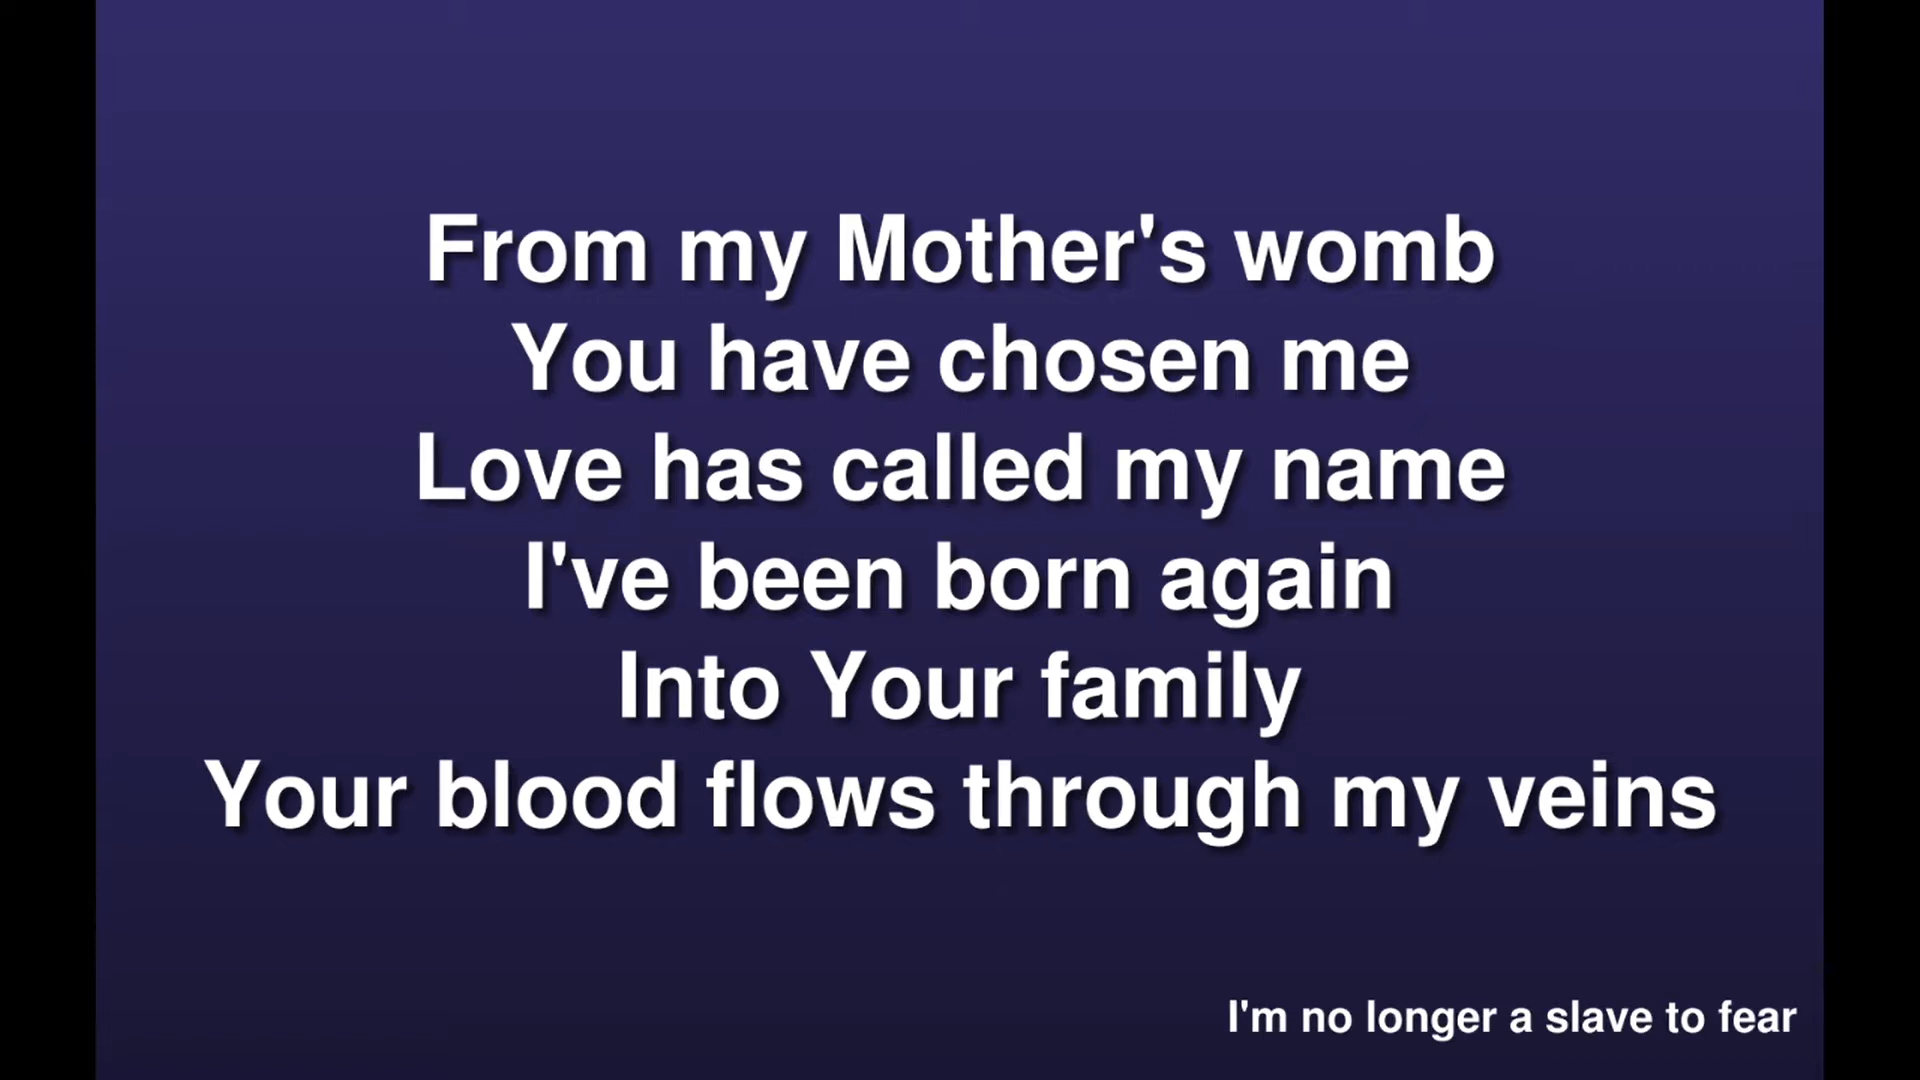 From my Mother's womb
You have chosen me
Love has called my name
I've been born again
Into Your family
Your blood flows through my veins
I'm no longer a slave to fear